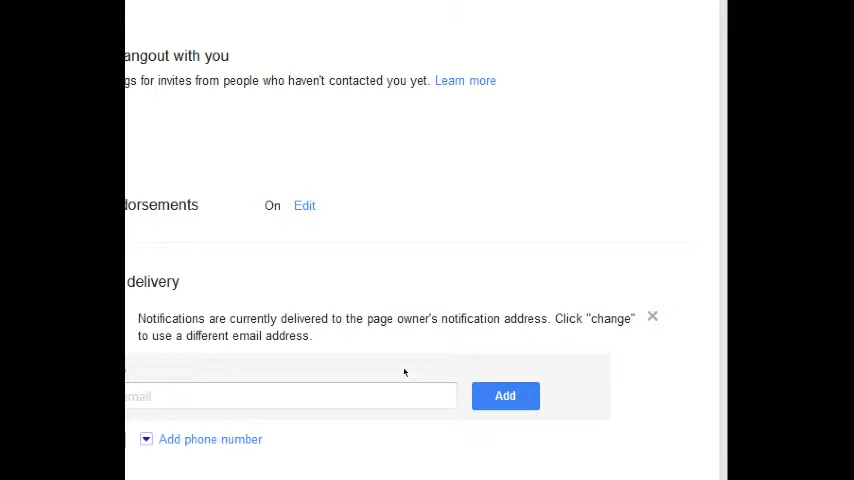 angout with you
gs for invites from people who haven't contacted you yet. Learn more
dorsements On Edit
delivery
Notifications are currently delivered to the page owner's notification address. Click "change"
to use a different email address.
email Add
Add phone number